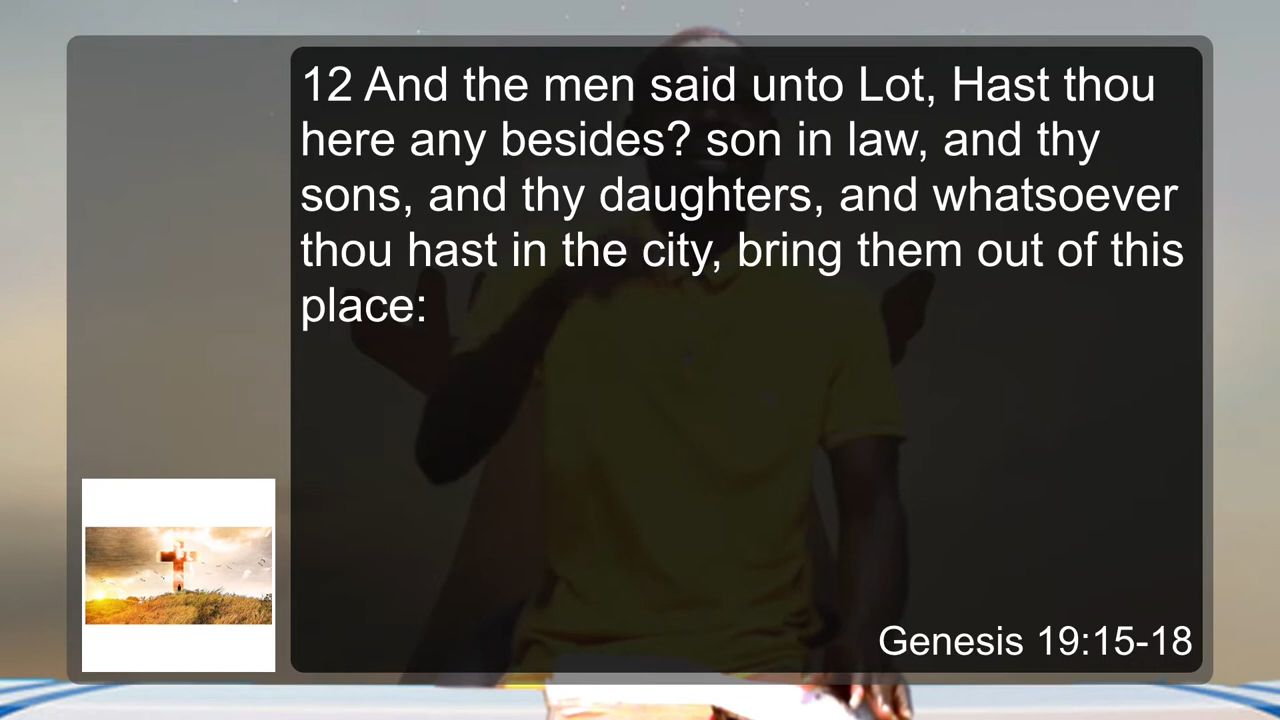 12 And the men said unto Lot, Hast thou
here any besides? son in law, and thy
sons, and thy daughters, and whatsoever
thou hast in the city, bring them out of this
place:
Genesis 19:15-18